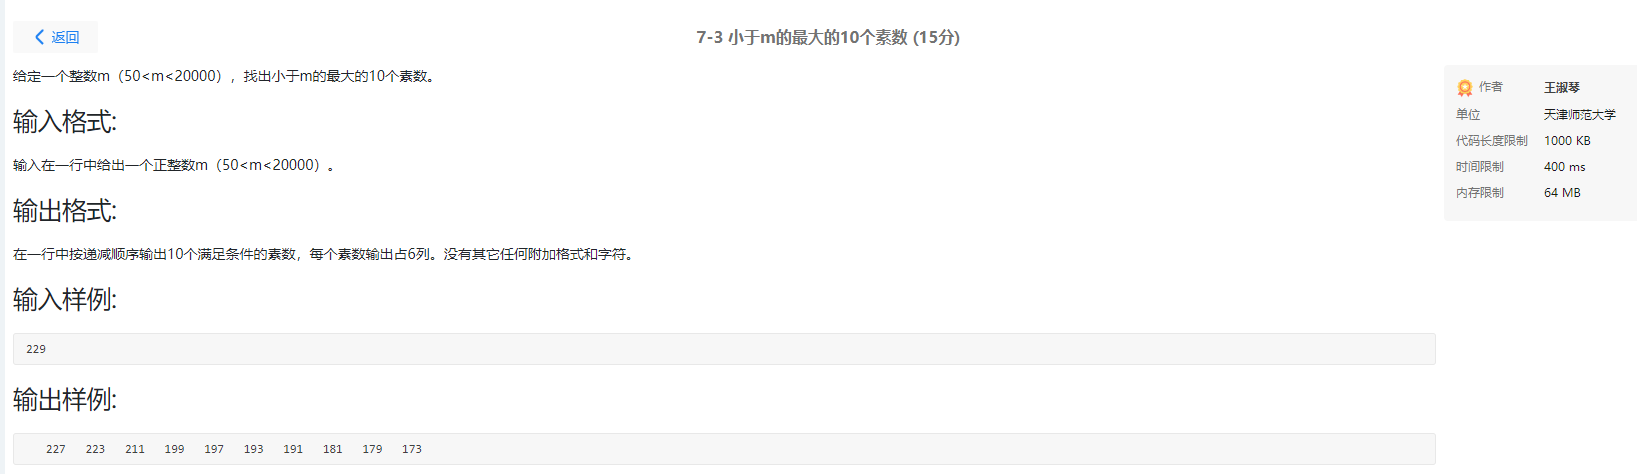 返回
7-3 小于m的最大的10个素数 (15分)
给定一个整数m（50<m<20000），找出小于m的最大的10个素数。
作者 王淑琴
单位 天津师范大学
代码长度限制 1000 KB
时间限制 400 ms
内存限制 64 MB
输入格式:
输入在一行中给出一个正整数m（50<m<20000）。
输出格式:
在一行中按递减顺序输出10个满足条件的素数，每个素数输出占6列。没有其它任何附加格式和字符。
输入样例:
229
输出样例:
227   223   211   199   197   193   191   181   179   173